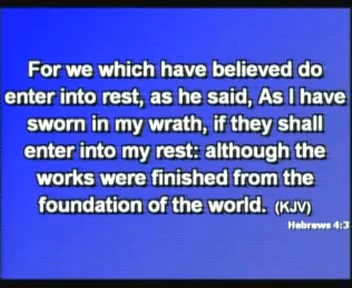 For we which have believed do
enter into rest, as he said, As I have
sworn in my wrath, if they shall
enter into my rest: although the
works were finished from the
foundation of the world. (KJV)
Hebrews 4:3